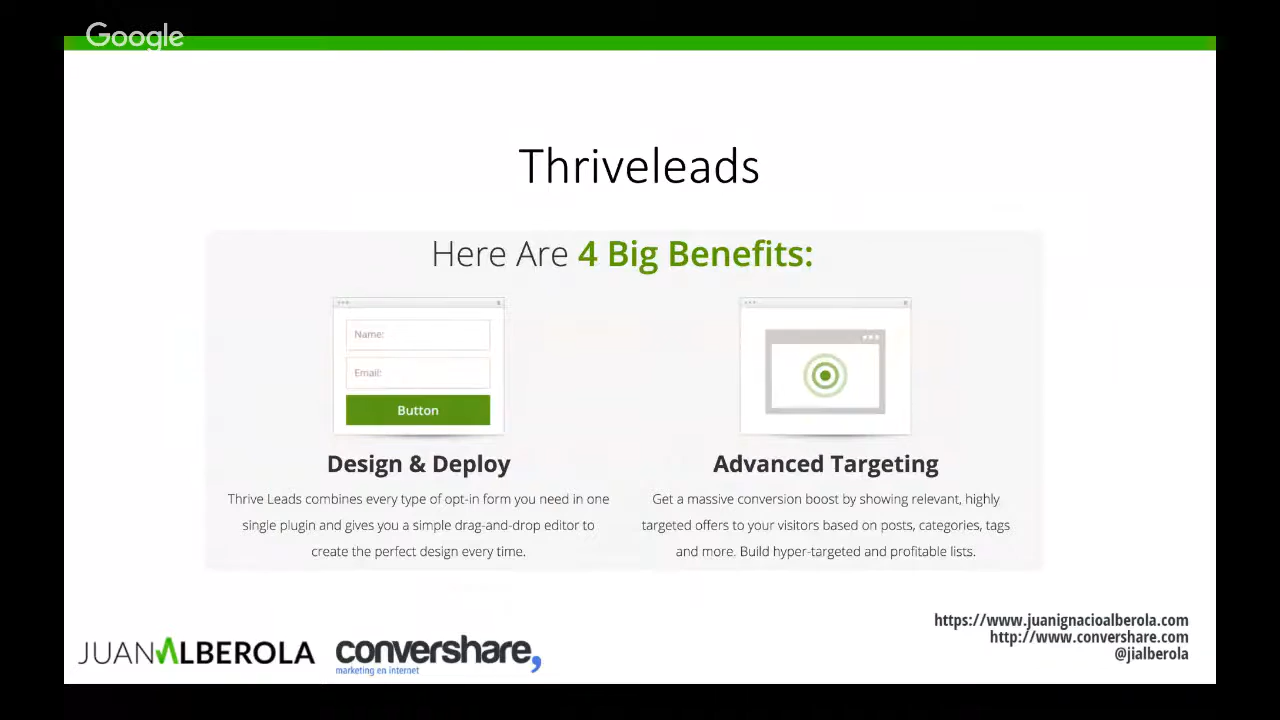 Google
Thriveleads
Here Are 4 Big Benefits:
Name:
Email:
Button
Design & Deploy
Thrive Leads combines every type of opt-in form you need in one
single plugin and gives you a simple drag-and-drop editor to
create the perfect design every time.
Advanced Targeting
Get a massive conversion boost by showing relevant, highly
targeted offers to your visitors based on posts, categories, tags
and more. Build hyper-targeted and profitable lists.
JUANALBEROLA
convershare,
marketing en internet
https://www.juanignacioalberola.com
http://www.convershare.com
@jialberola